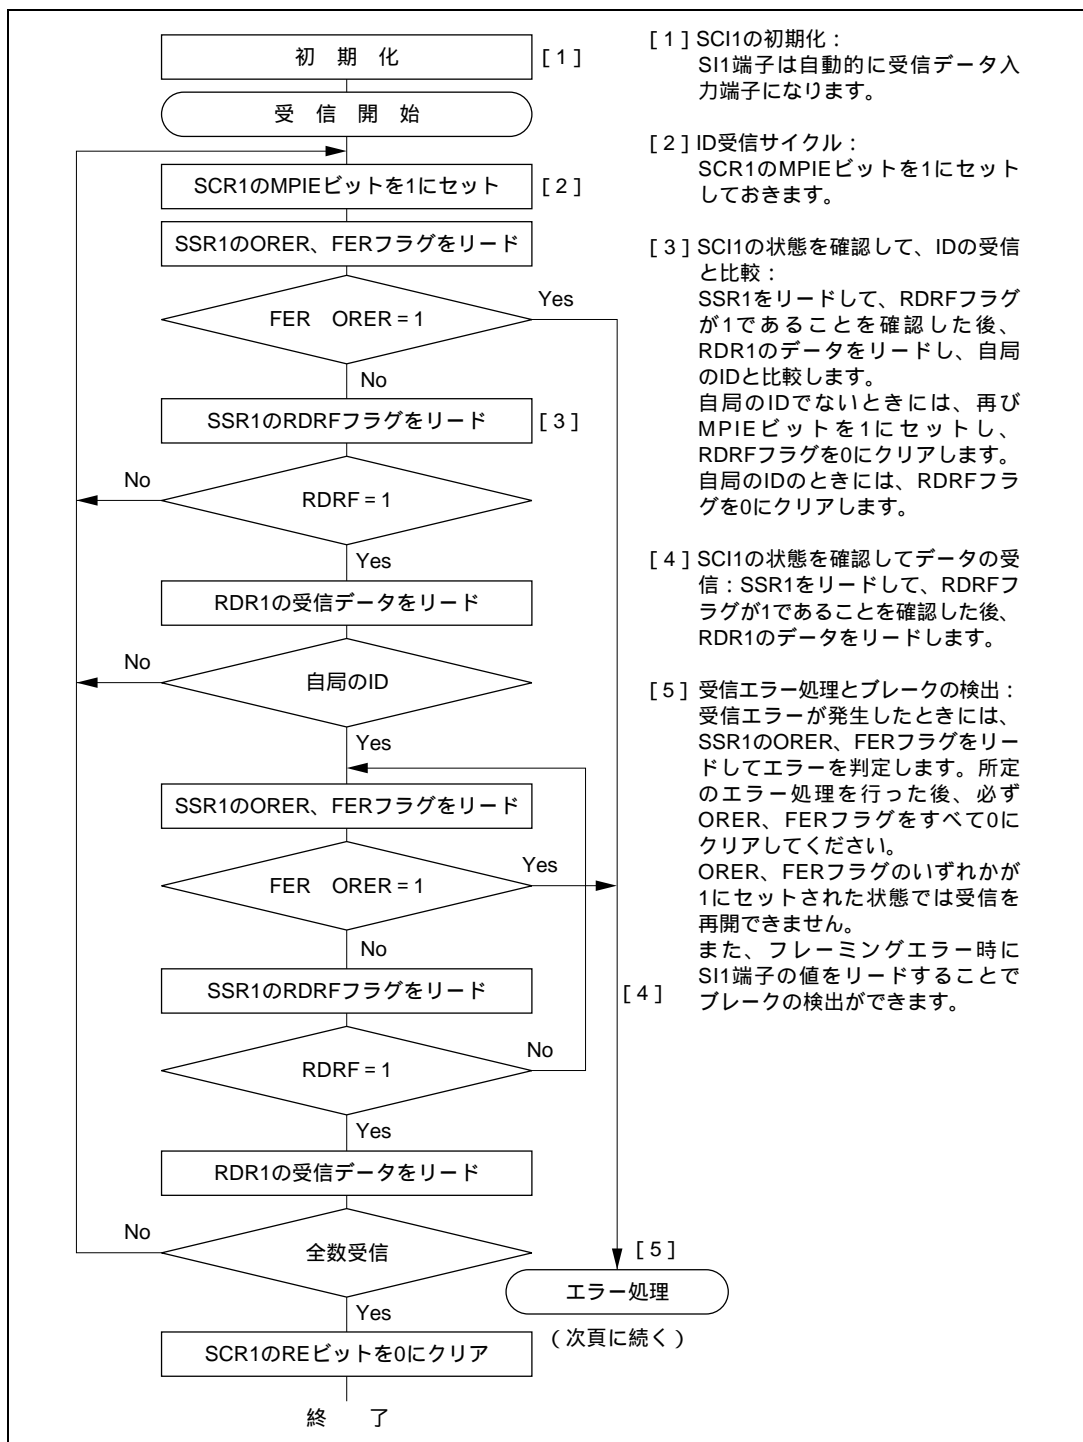 初 期 化 [ 1 ]
受 信 開 始
SCR1のMPIEビットを1にセット [ 2 ]
SSR1のORER、FERフラグをリード
FER ORER = 1
Yes
No
SSR1のRDRFフラグをリード [ 3 ]
No
RDRF = 1
Yes
RDR1の受信データをリード
No
自局のID
Yes
SSR1のORER、FERフラグをリード
FER ORER = 1
Yes
No
SSR1のRDRFフラグをリード [ 4 ]
RDRF = 1
No
Yes
RDR1の受信データをリード
No
全数受信
[ 5 ]
エラー処理
(次頁に続く)
Yes
SCR1のREビットを0にクリア
終 了
[ 1 ] SCI1の初期化:
SI1端子は自動的に受信データ入
力端子になります。
[ 2 ] ID受信サイクル:
SCR1のMPIEビットを1にセット
しておきます。
[ 3 ] SCI1の状態を確認して、IDの受信
と比較:
SSR1をリードして、RDRFフラグ
が1であることを確認した後、
RDR1のデータをリードし、自局
のIDと比較します。
自局のIDでないときには、再び
MPIEビットを1にセットし、
RDRFフラグを0にクリアします。
自局のIDのときには、RDRFフラ
グを0にクリアします。
[ 4 ] SCI1の状態を確認してデータの受
信:SSR1をリードして、RDRFフ
ラグが1であることを確認した後、
RDR1のデータをリードします。
[ 5 ] 受信エラー処理とブレークの検出:
受信エラーが発生したときには、
SSR1のORER、FERフラグをリー
ドしてエラーを判定します。所定
のエラー処理を行った後、必ず
ORER、FERフラグをすべて0に
クリアしてください。
ORER、FERフラグのいずれかが
1にセットされた状態では受信を
再開できません。
また、フレーミングエラー時に
SI1端子の値をリードすることで
ブレークの検出ができます。